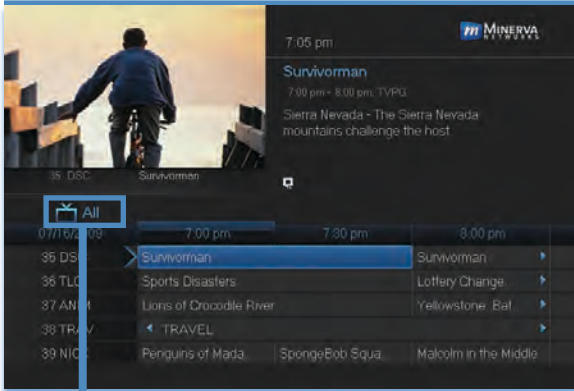 7:05 pm
m MINERVA
NETWORKS
Survivorman
7:00 pm - 8:00 pm, TVPG
Sierra Nevada - The Sierra Nevada
mountains challenge the host
35 DSC Survivorman
All
07/16/2009 7:00 pm 7:30 pm 8:00 pm
35 DSC Survivorman Survivorman
36 TLC Sports Disasters Lottery Change
37 ANIM Lions of Crocodile River Yellowstone Bat
38 TRAV TRAVEL
39 NICK Penguins of Mada SpongeBob Squa Malcolm in the Middle